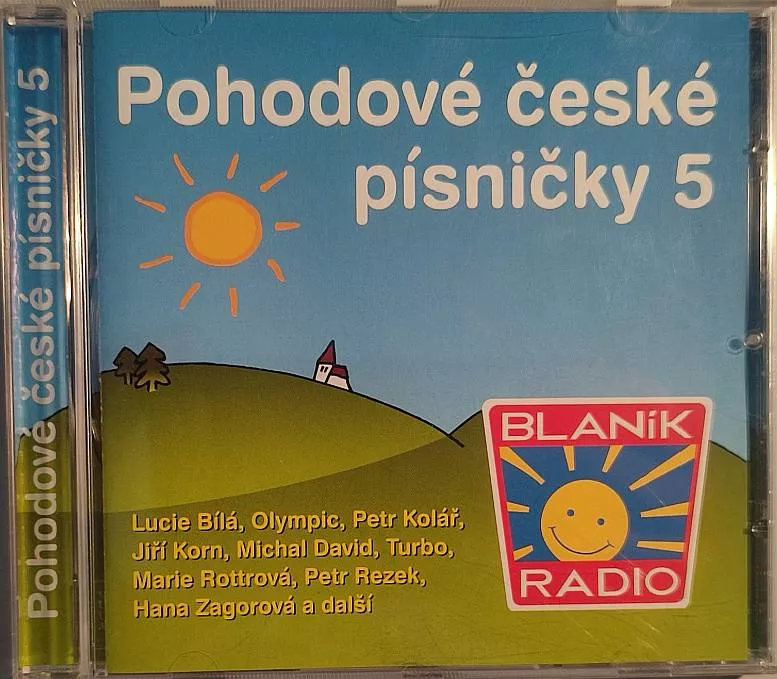 Pohodové české písničky 5
Pohodové české
písničky 5
BLANíK
RADIO
Lucie Bílá, Olympic, Petr Kolář,
Jiří Korn, Michal David, Turbo,
Marie Rottrová, Petr Rezek,
Hana Zagorová a další